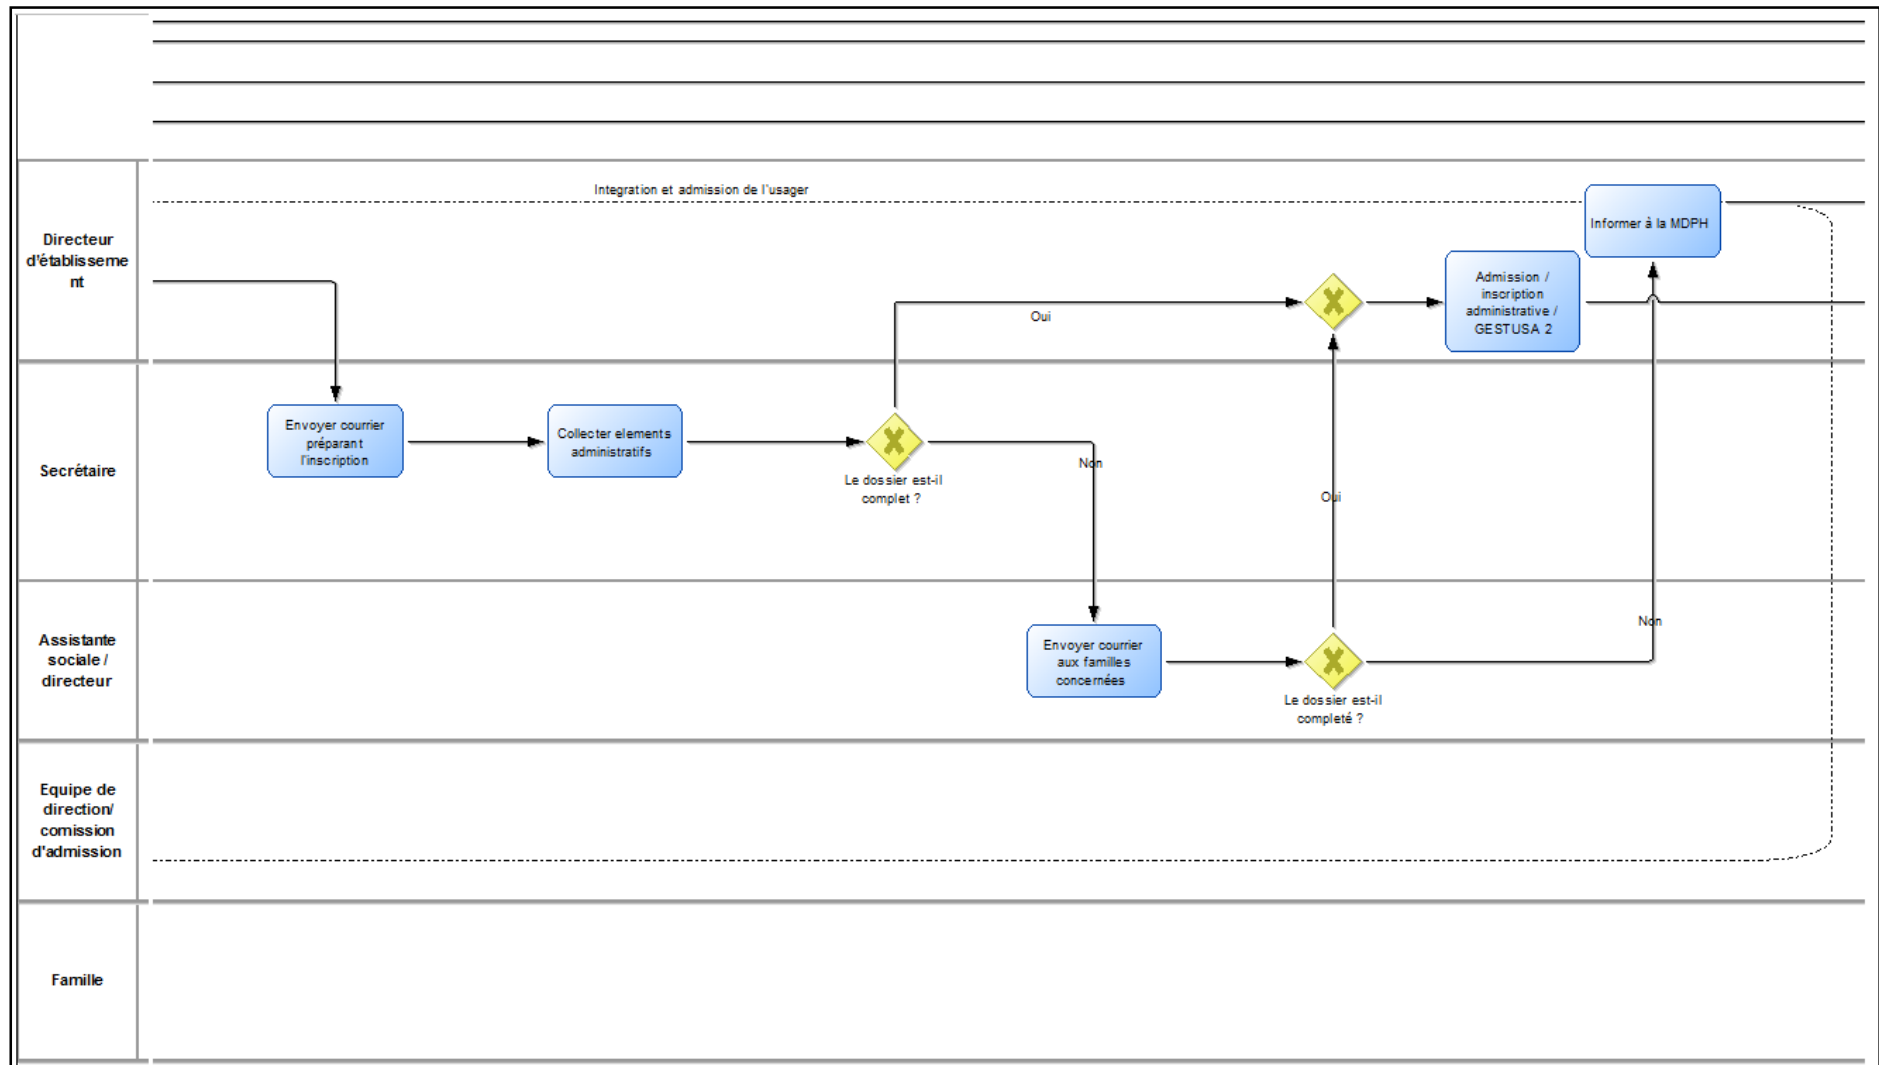 Integration et admission de l'usager
Directeur
d'établisseme
nt
Informer à la MDPH
Admission /
inscription
administrative /
GESTUSA 2
Oui
Secrétaire
Envoyer courrier
préparant
l'inscription
Collecter elements
administratifs
Le dossier est-il
complet ?
Non
Oui
Assistante
sociale /
directeur
Envoyer courrier
aux familles
concernées
Le dossier est-il
completé ?
Non
Equipe de
direction/
comission
d'admission
Famille